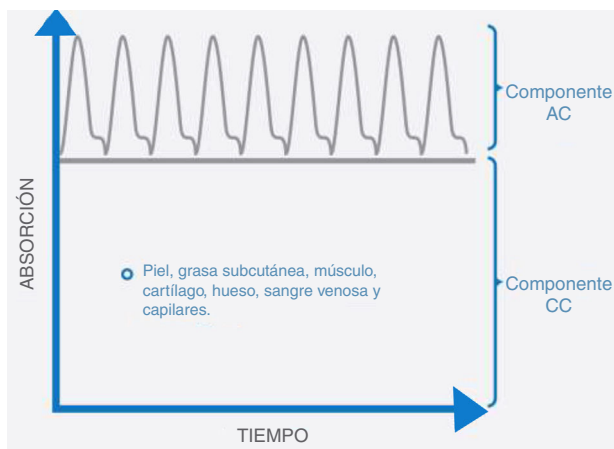 Componente
AC
ABSORCIÓN
Piel, grasa subcutánea, músculo,
cartílago, hueso, sangre venosa y
capilares.
Componente
CC
TIEMPO